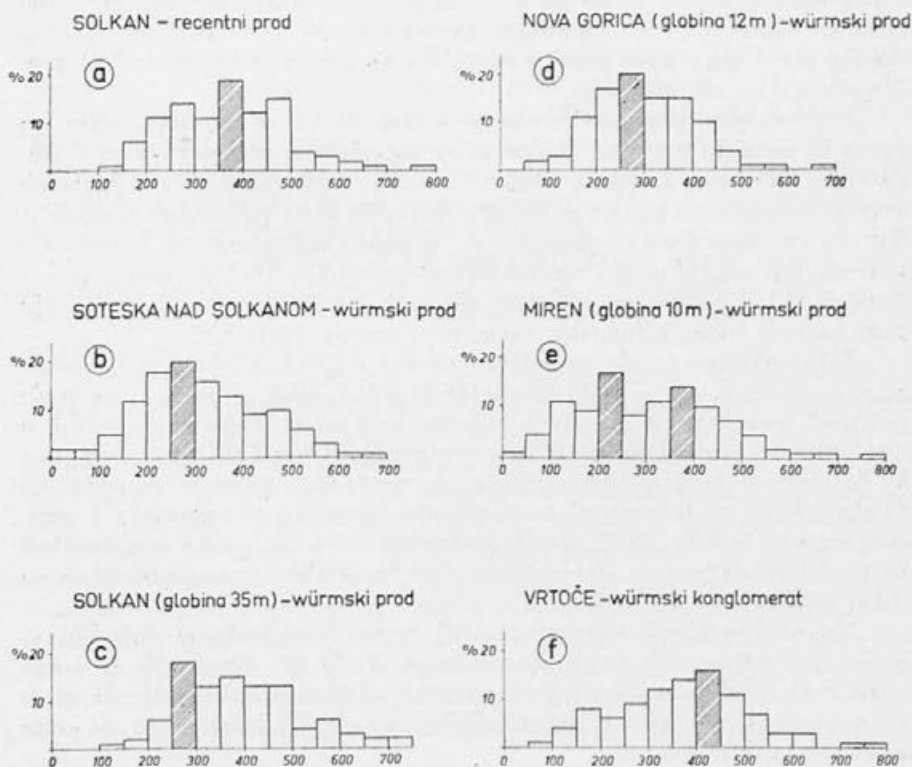 SOLKAN – recentni prod
a
% 20
10
0 100 200 300 400 500 600 700 800
SOTESKA NAD SOLKANOM –würmski prod
b
% 20
10
0 100 200 300 400 500 600 700
SOLKAN (globina 35m) –würmski prod
c
% 20
10
0 100 200 300 400 500 600 700
NOVA GORICA (globina 12m) –würmski prod
d
% 20
10
0 100 200 300 400 500 600 700
MIREN (globina 10m) –würmski prod
e
% 20
10
0 100 200 300 400 500 600 700 800
VRTOČE –würmski konglomerat
f
% 20
10
0 100 200 300 400 500 600 700 800